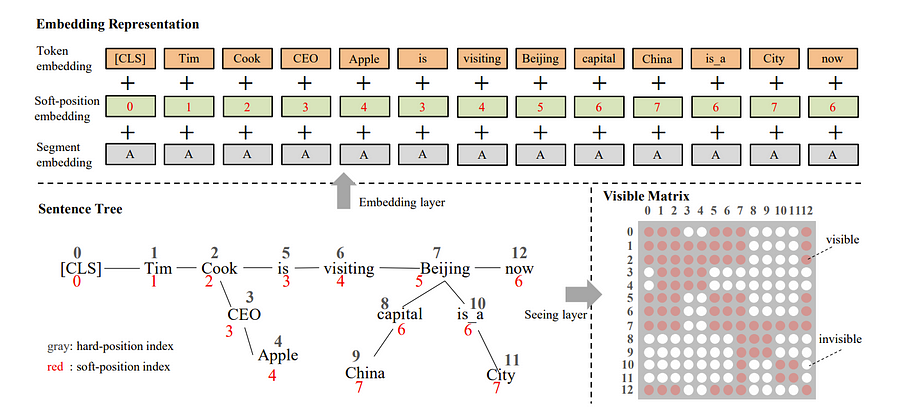 Embedding Representation
Token embedding [CLS] Tim Cook CEO Apple is visiting Beijing capital China is_a City now
+ + + + + + + + + + + + +
Soft-position embedding 0 1 2 3 4 3 4 5 6 7 6 7 6
+ + + + + + + + + + + + +
Segment embedding A A A A A A A A A A A A A
Embedding layer
Sentence Tree
0 1 2 5 6 7 12
[CLS] Tim Cook is visiting Beijing now
0 1 2 3 4 5 6
3 8 10
CEO capital is_a
3 6 6
4 9 11
Apple China City
4 7 7
gray: hard-position index
red : soft-position index
Seeing layer
Visible Matrix
0 1 2 3 4 5 6 7 8 9 10 11 12
0
1
2
3
4
5
6
7
8
9
10
11
12
visible
invisible